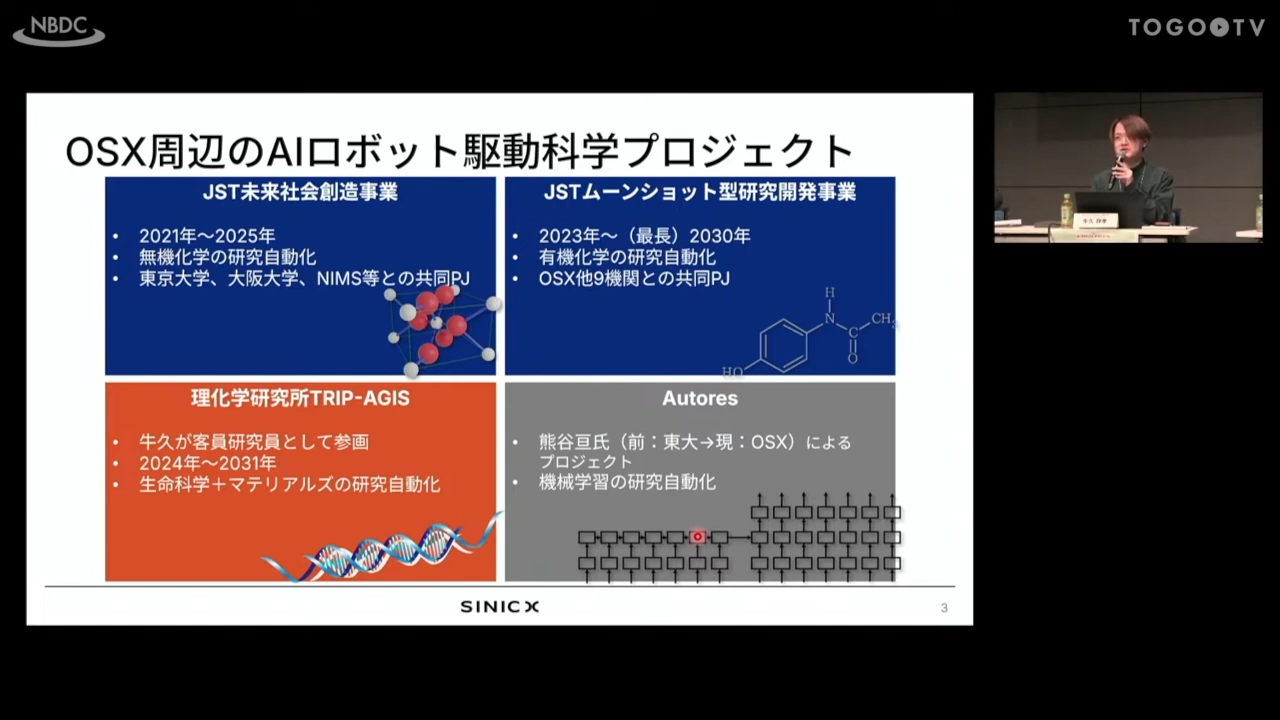 NBDC
TOGOTV
OSX周辺のAIロボット駆動科学プロジェクト
JST未来社会創造事業
• 2021年～2025年
• 無機化学の研究自動化
• 東京大学、大阪大学、NIMS等との共同PJ
JSTムーンショット型研究開発事業
• 2023年～（最長）2030年
• 有機化学の研究自動化
• OSX他9機関との共同PJ
H
N
C
CH3
O
HO
理化学研究所TRIP-AGIS
• 牛久が客員研究員として参画
• 2024年～2031年
• 生命科学＋マテリアルズの研究自動化
Autores
• 熊谷亘氏（前：東大→現：OSX）による
プロジェクト
• 機械学習の研究自動化
SINIC X
3